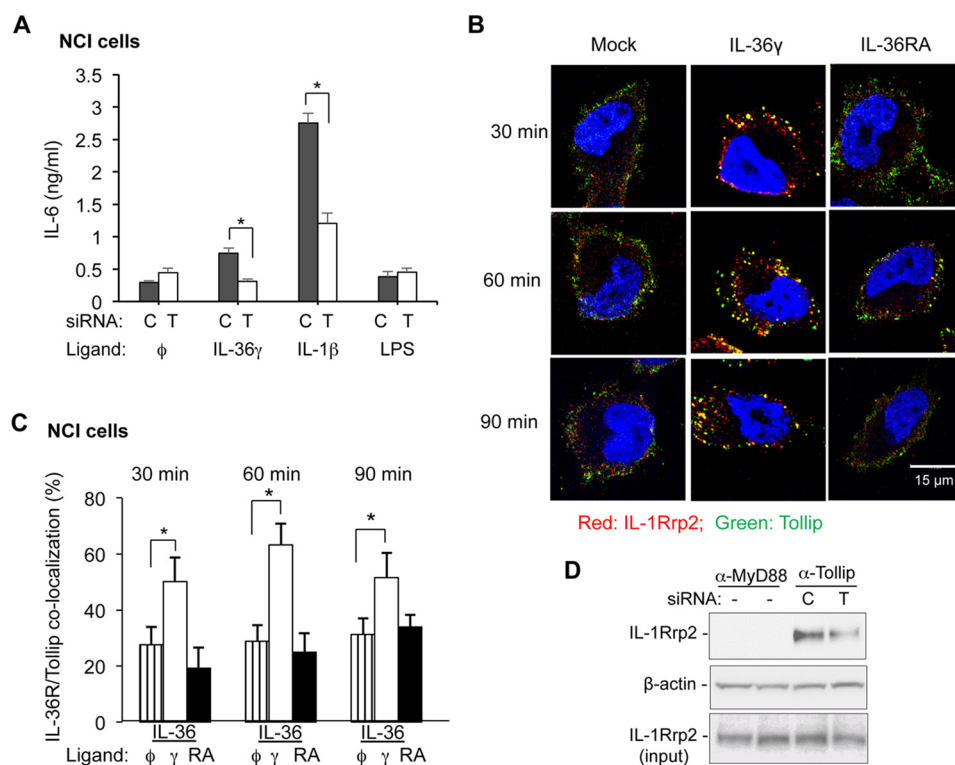 A NCI cells
3.5
3
2.5
2
1.5
1
0.5
0
IL-6 (ng/ml)
*
*
siRNA: C T C T C T C T
Ligand: ϕ IL-36γ IL-1β LPS
B
Mock IL-36γ IL-36RA
30 min
60 min
90 min
15 μm
Red: IL-1Rrp2; Green: Tollip
C NCI cells
30 min 60 min 90 min
80
60
40
20
0
IL-36R/Tollip co-localization (%)
*
*
*
IL-36 IL-36 IL-36
Ligand: ϕ γ RA ϕ γ RA ϕ γ RA
D
α-MyD88 α-Tollip
siRNA: - - C T
IL-1Rrp2 -
β-actin -
IL-1Rrp2 -
(input)